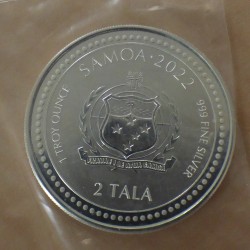 SAMOA • 2022
1 TROY OUNCE
999 FINE SILVER
2 TALA